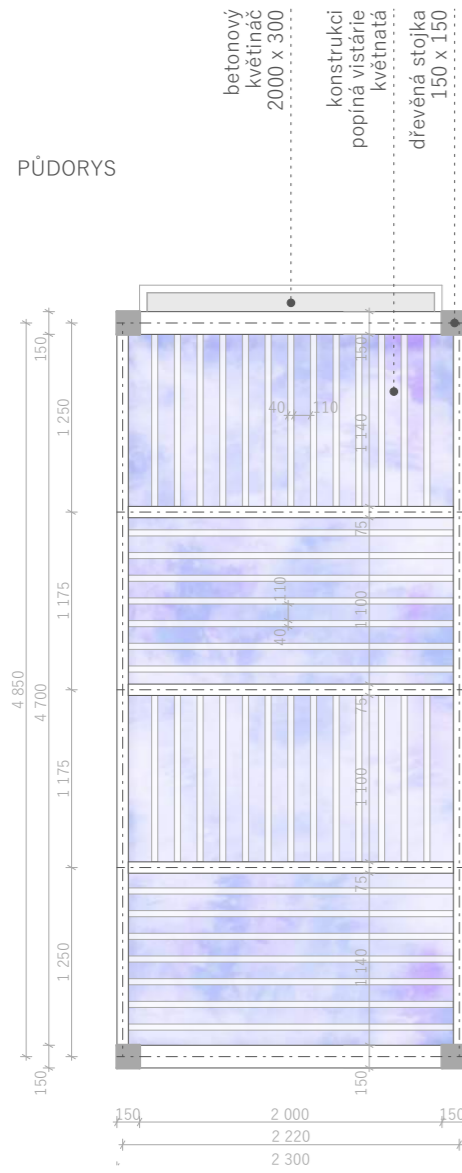 betonový
květináč
2000 x 300
konstrukci
popíná vistárie
květnatá
dřevěná stojka
150 x 150
PŮDORYS
150
1 250
1 175
1 175
1 250
150
4 700
4 850
150
40
110
1 140
75
110
40
1 100
75
1 100
75
1 140
150
150
2 000
150
2 220
2 300